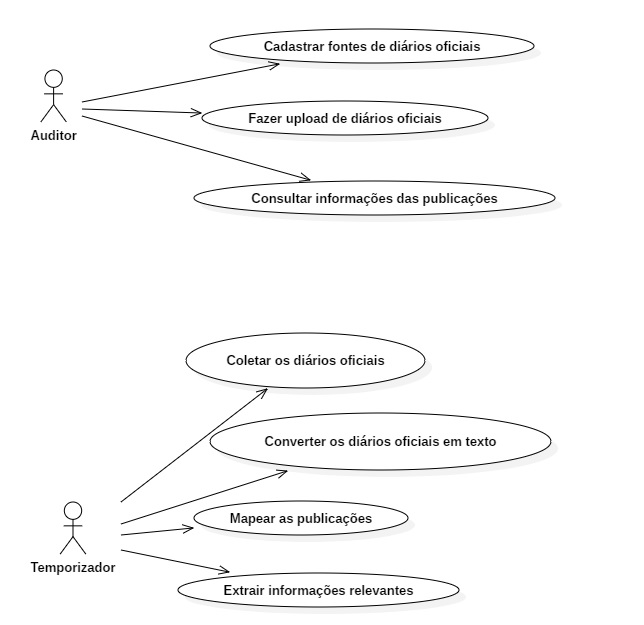 Cadastrar fontes de diários oficiais
Fazer upload de diários oficiais
Auditor
Consultar informações das publicações
Coletar os diários oficiais
Converter os diários oficiais em texto
Mapear as publicações
Temporizador
Extrair informações relevantes